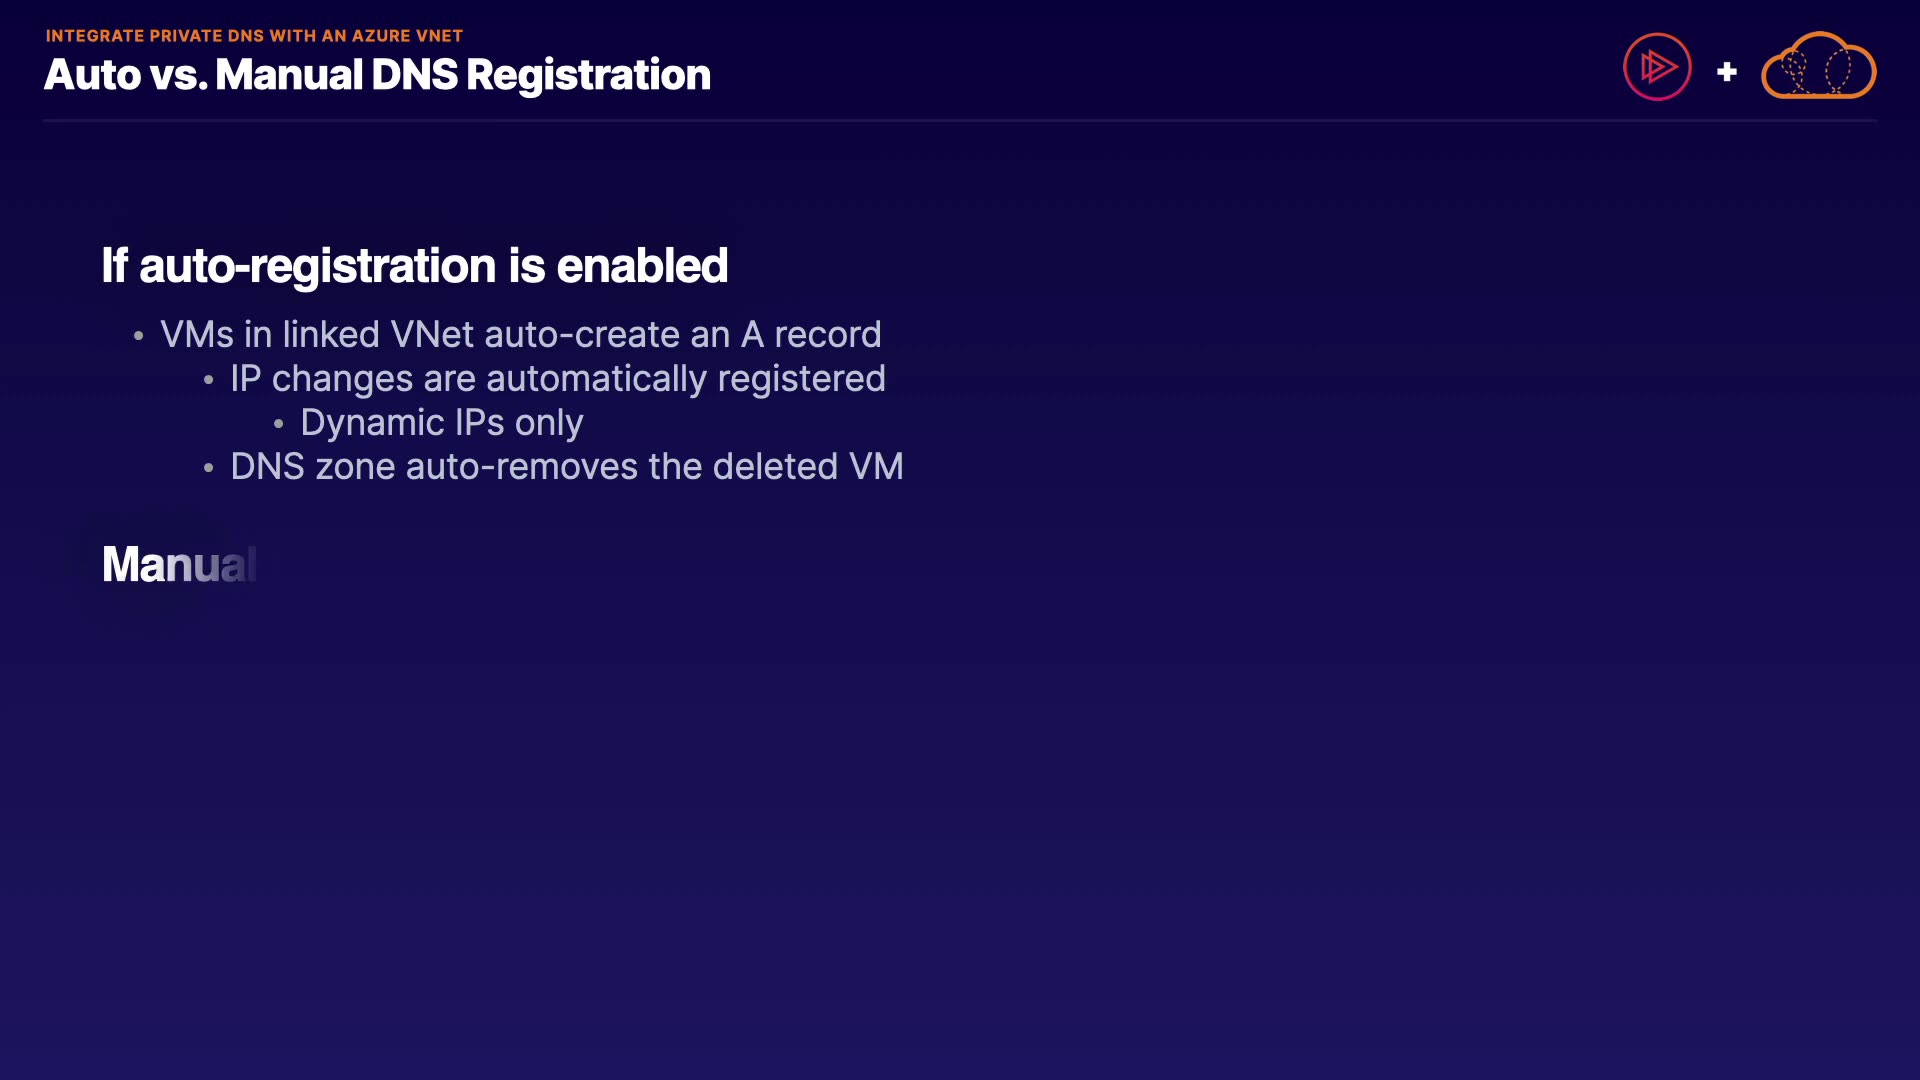 INTEGRATE PRIVATE DNS WITH AN AZURE VNET
Auto vs. Manual DNS Registration
+
If auto-registration is enabled
• VMs in linked VNet auto-create an A record
• IP changes are automatically registered
• Dynamic IPs only
• DNS zone auto-removes the deleted VM
Manual